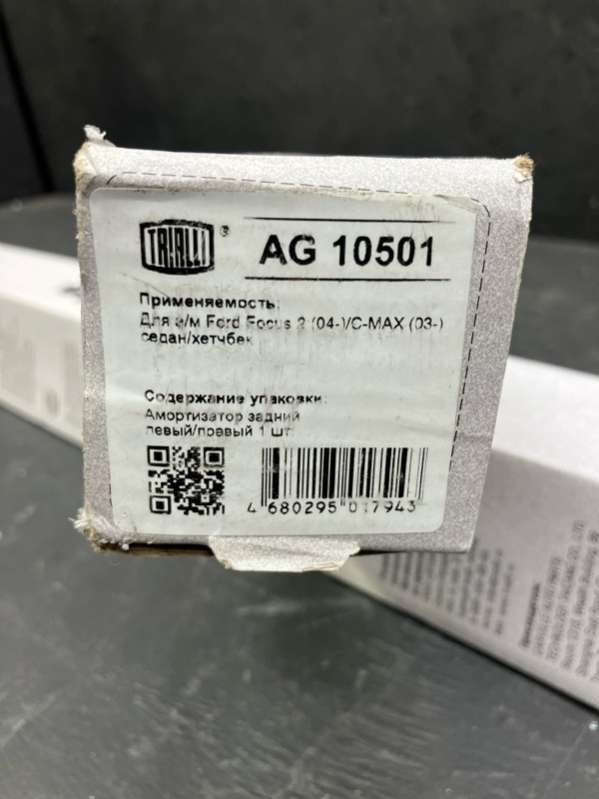 TRIALLI®
AG 10501
Применяемость:
Для а/м Ford Focus 2 (04-)/C-MAX (03-)
седан/хетчбек
Содержание упаковки:
Амортизатор задний
левый/правый 1 шт.
4 680295 017943